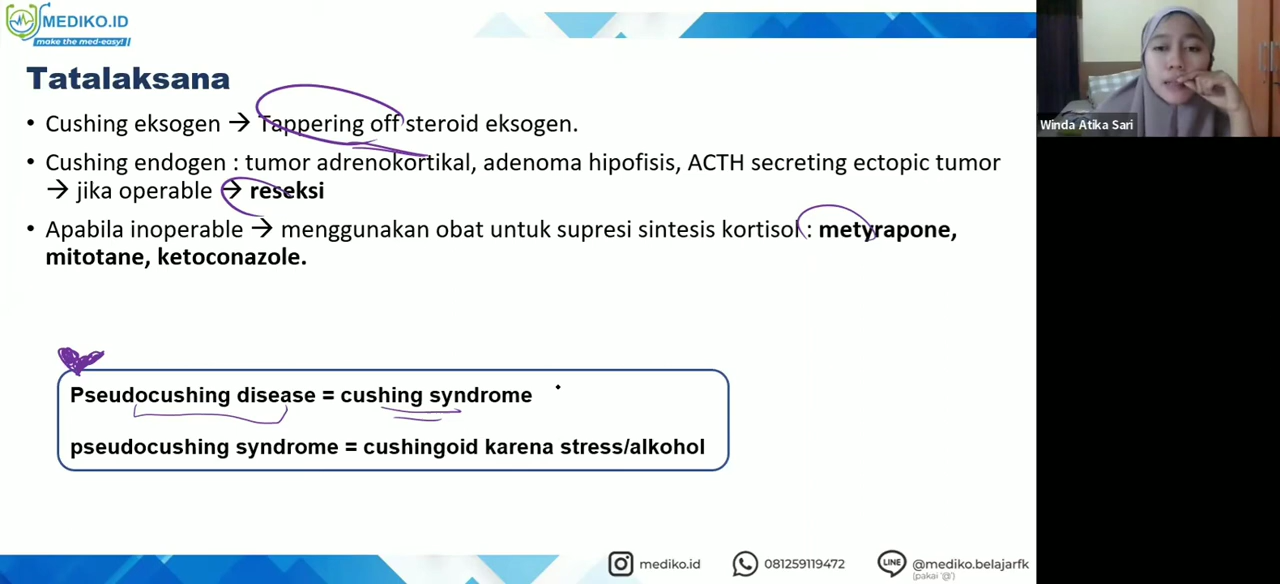 MEDIKO.ID
make the med-easy!
Tatalaksana
• Cushing eksogen → Tappering off steroid eksogen.
• Cushing endogen : tumor adrenokortikal, adenoma hipofisis, ACTH secreting ectopic tumor
→ jika operable → reseksi
• Apabila inoperable → menggunakan obat untuk supresi sintesis kortisol : metyrapone,
mitotane, ketoconazole.
Pseudocushing disease = cushing syndrome
pseudocushing syndrome = cushingoid karena stress/alkohol
mediko.id
081259119472
LINE
@mediko.belajarfk
(pakai '@')
Winda Atika Sari